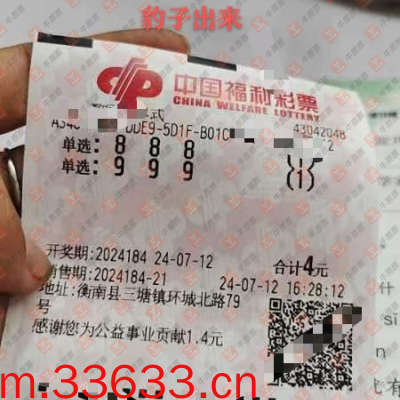 豹子出来
中国福利彩票
CHINA WELFARE LOTTERY
DDE9-5D1F-B01C
43042048
单选: 8 8 8
单选: 9 9 9
(1)
开奖期: 2024184 24-07-12 合计4元
销售期: 2024184-21 24-07-12 16:28:12
地址: 衡南县三塘镇环城北路79
号
感谢您为公益事业贡献1.4元
m.33633.cn